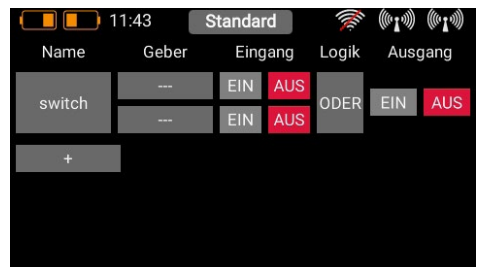 11:43 Standard
Name Geber Eingang Logik Ausgang
switch --- EIN AUS ODER EIN AUS
--- EIN AUS
+